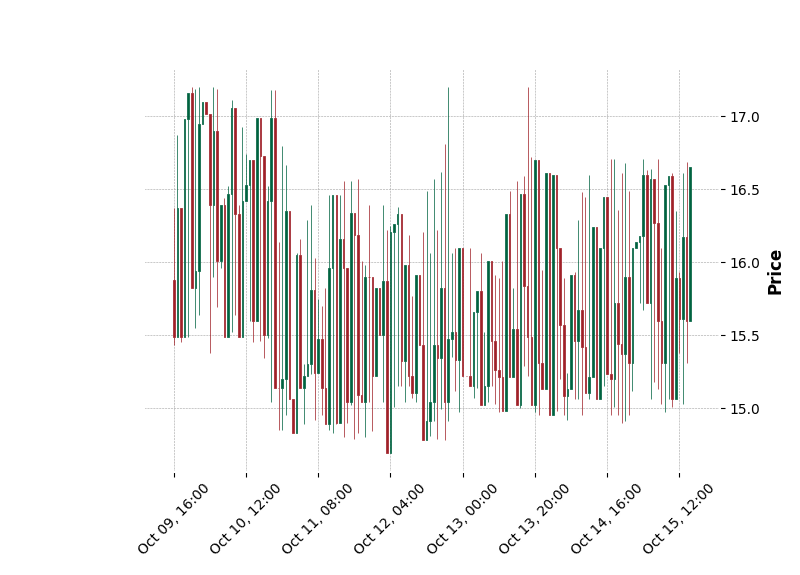 17.0
16.5
16.0
15.5
15.0
Price
Oct 09, 16:00
Oct 10, 12:00
Oct 11, 08:00
Oct 12, 04:00
Oct 13, 00:00
Oct 13, 20:00
Oct 14, 16:00
Oct 15, 12:00